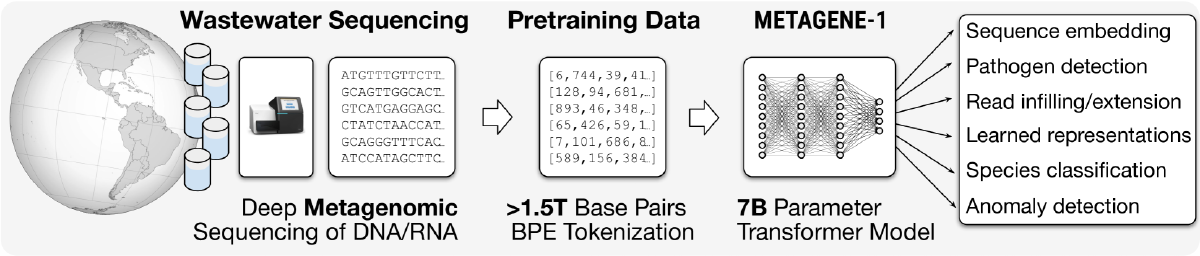 Wastewater Sequencing
ATGTTTGTTCTT…
GCAGTTGGCACT…
GTCATGAGGAGC…
CTATCTAACCAT…
GCAGGGTTTCAC…
ATCCATAGCTTC…
Deep Metagenomic
Sequencing of DNA/RNA
Pretraining Data
[6,744,39,41…]
[128,94,681,…]
[893,46,348,…]
[65,426,59,1…]
[7,101,686,8…]
[589,156,384…]
>1.5T Base Pairs
BPE Tokenization
METAGENE-1
7B Parameter
Transformer Model
Sequence embedding
Pathogen detection
Read infilling/extension
Learned representations
Species classification
Anomaly detection